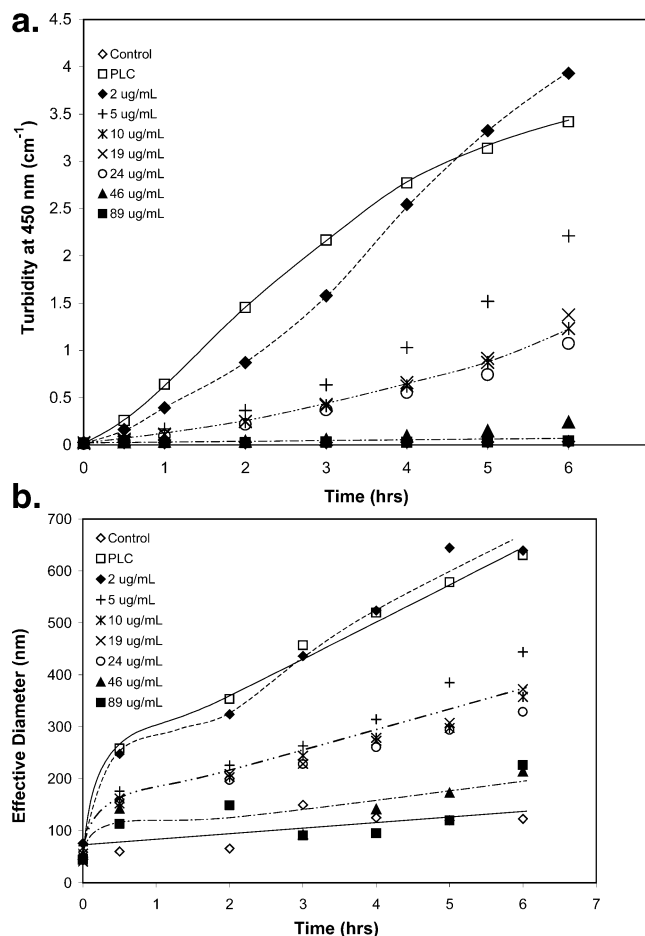 a.
4.5
4
3.5
3
2.5
2
1.5
1
0.5
0
Turbidity at 450 nm (cm⁻¹)
Control
PLC
2 ug/mL
5 ug/mL
10 ug/mL
19 ug/mL
24 ug/mL
46 ug/mL
89 ug/mL
0 1 2 3 4 5 6
Time (hrs)
b.
700
600
500
400
300
200
100
0
Effective Diameter (nm)
Control
PLC
2 ug/mL
5 ug/mL
10 ug/mL
19 ug/mL
24 ug/mL
46 ug/mL
89 ug/mL
0 1 2 3 4 5 6 7
Time (hrs)